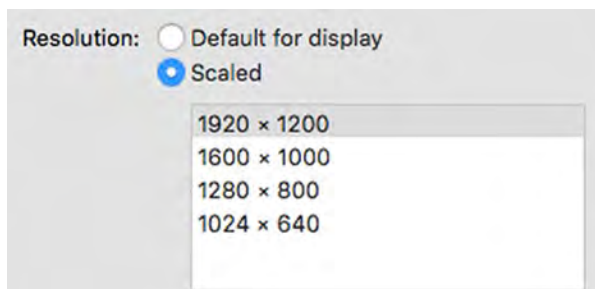 Resolution: Default for display
Scaled
1920 × 1200
1600 × 1000
1280 × 800
1024 × 640